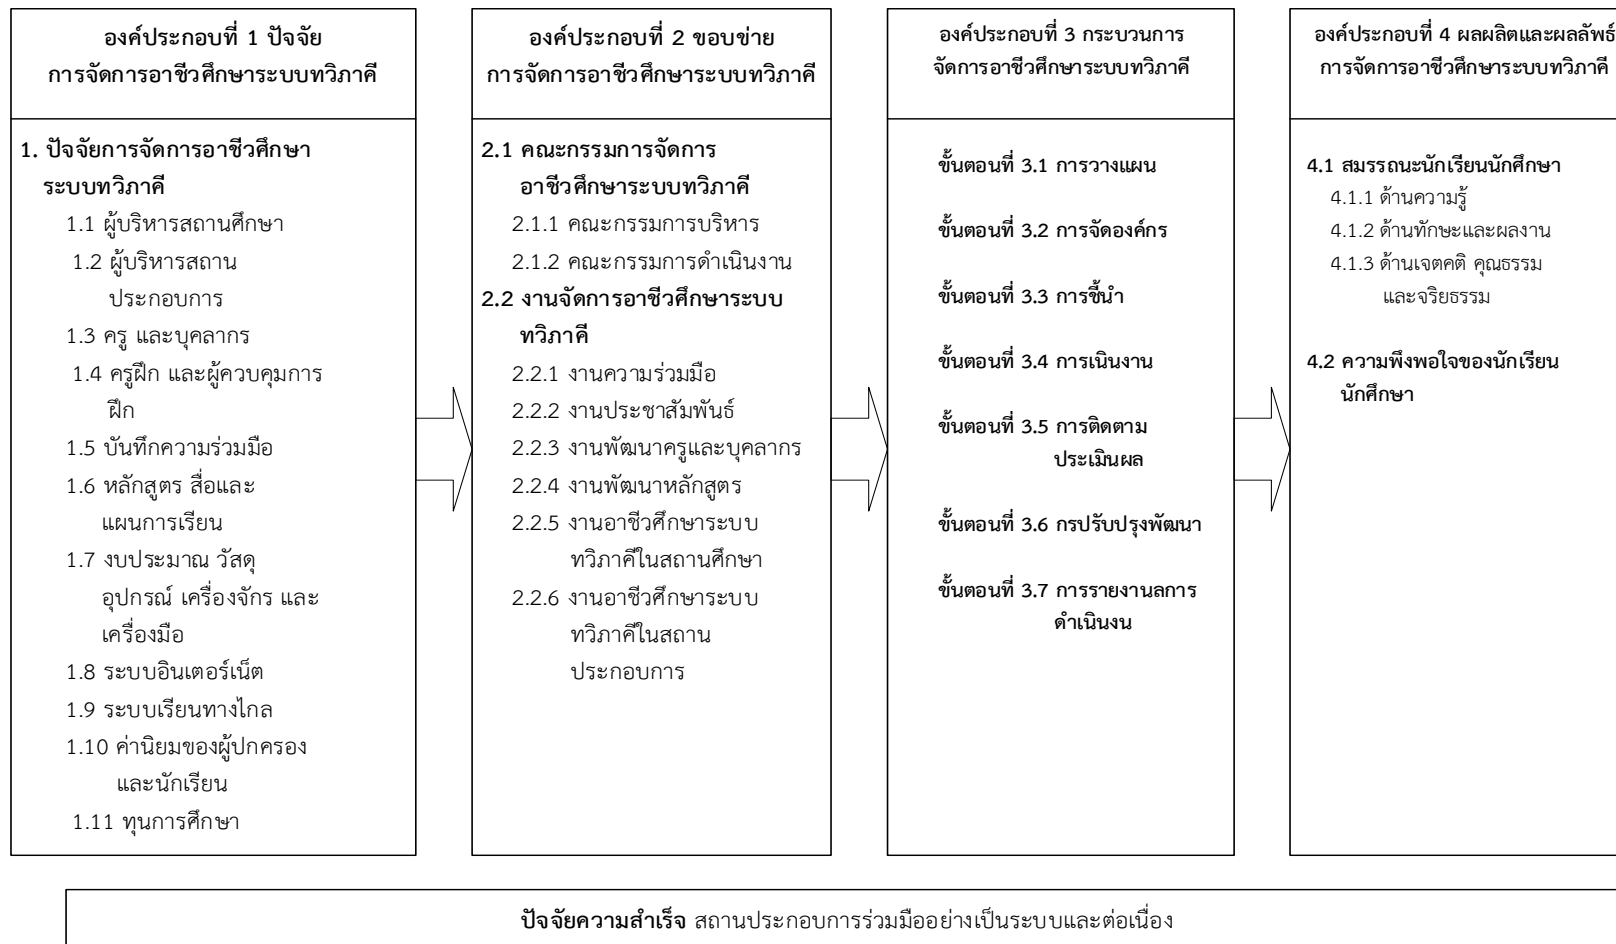 องค์ประกอบที่ 1 ปัจจัย
การจัดการอาชีวศึกษาระบบทวิภาคี
1. ปัจจัยการจัดการอาชีวศึกษา
ระบบทวิภาคี
1.1 ผู้บริหารสถานศึกษา
1.2 ผู้บริหารสถาน
ประกอบการ
1.3 ครู และบุคลากร
1.4 ครูฝึก และผู้ควบคุมการ
ฝึก
1.5 บันทึกความร่วมมือ
1.6 หลักสูตร สื่อและ
แผนการเรียน
1.7 งบประมาณ วัสดุ
อุปกรณ์ เครื่องจักร และ
เครื่องมือ
1.8 ระบบอินเตอร์เน็ต
1.9 ระบบเรียนทางไกล
1.10 ค่านิยมของผู้ปกครอง
และนักเรียน
1.11 ทุนการศึกษา
องค์ประกอบที่ 2 ขอบข่าย
การจัดการอาชีวศึกษาระบบทวิภาคี
2.1 คณะกรรมการจัดการ
อาชีวศึกษาระบบทวิภาคี
2.1.1 คณะกรรมการบริหาร
2.1.2 คณะกรรมการดำเนินงาน
2.2 งานจัดการอาชีวศึกษาระบบ
ทวิภาคี
2.2.1 งานความร่วมมือ
2.2.2 งานประชาสัมพันธ์
2.2.3 งานพัฒนาครูและบุคลากร
2.2.4 งานพัฒนาหลักสูตร
2.2.5 งานอาชีวศึกษาระบบ
ทวิภาคีในสถานศึกษา
2.2.6 งานอาชีวศึกษาระบบ
ทวิภาคีในสถาน
ประกอบการ
องค์ประกอบที่ 3 กระบวนการ
จัดการอาชีวศึกษาระบบทวิภาคี
ขั้นตอนที่ 3.1 การวางแผน
ขั้นตอนที่ 3.2 การจัดองค์กร
ขั้นตอนที่ 3.3 การชี้นำ
ขั้นตอนที่ 3.4 การเนินงาน
ขั้นตอนที่ 3.5 การติดตาม
ประเมินผล
ขั้นตอนที่ 3.6 กรปรับปรุงพัฒนา
ขั้นตอนที่ 3.7 การรายงานลการ
ดำเนินงน
องค์ประกอบที่ 4 ผลผลิตและผลลัพธ์
การจัดการอาชีวศึกษาระบบทวิภาคี
4.1 สมรรถนะนักเรียนนักศึกษา
4.1.1 ด้านความรู้
4.1.2 ด้านทักษะและผลงาน
4.1.3 ด้านเจตคติ คุณธรรม
และจริยธรรม
4.2 ความพึงพอใจของนักเรียน
นักศึกษา
ปัจจัยความสำเร็จ สถานประกอบการร่วมมืออย่างเป็นระบบและต่อเนื่อง